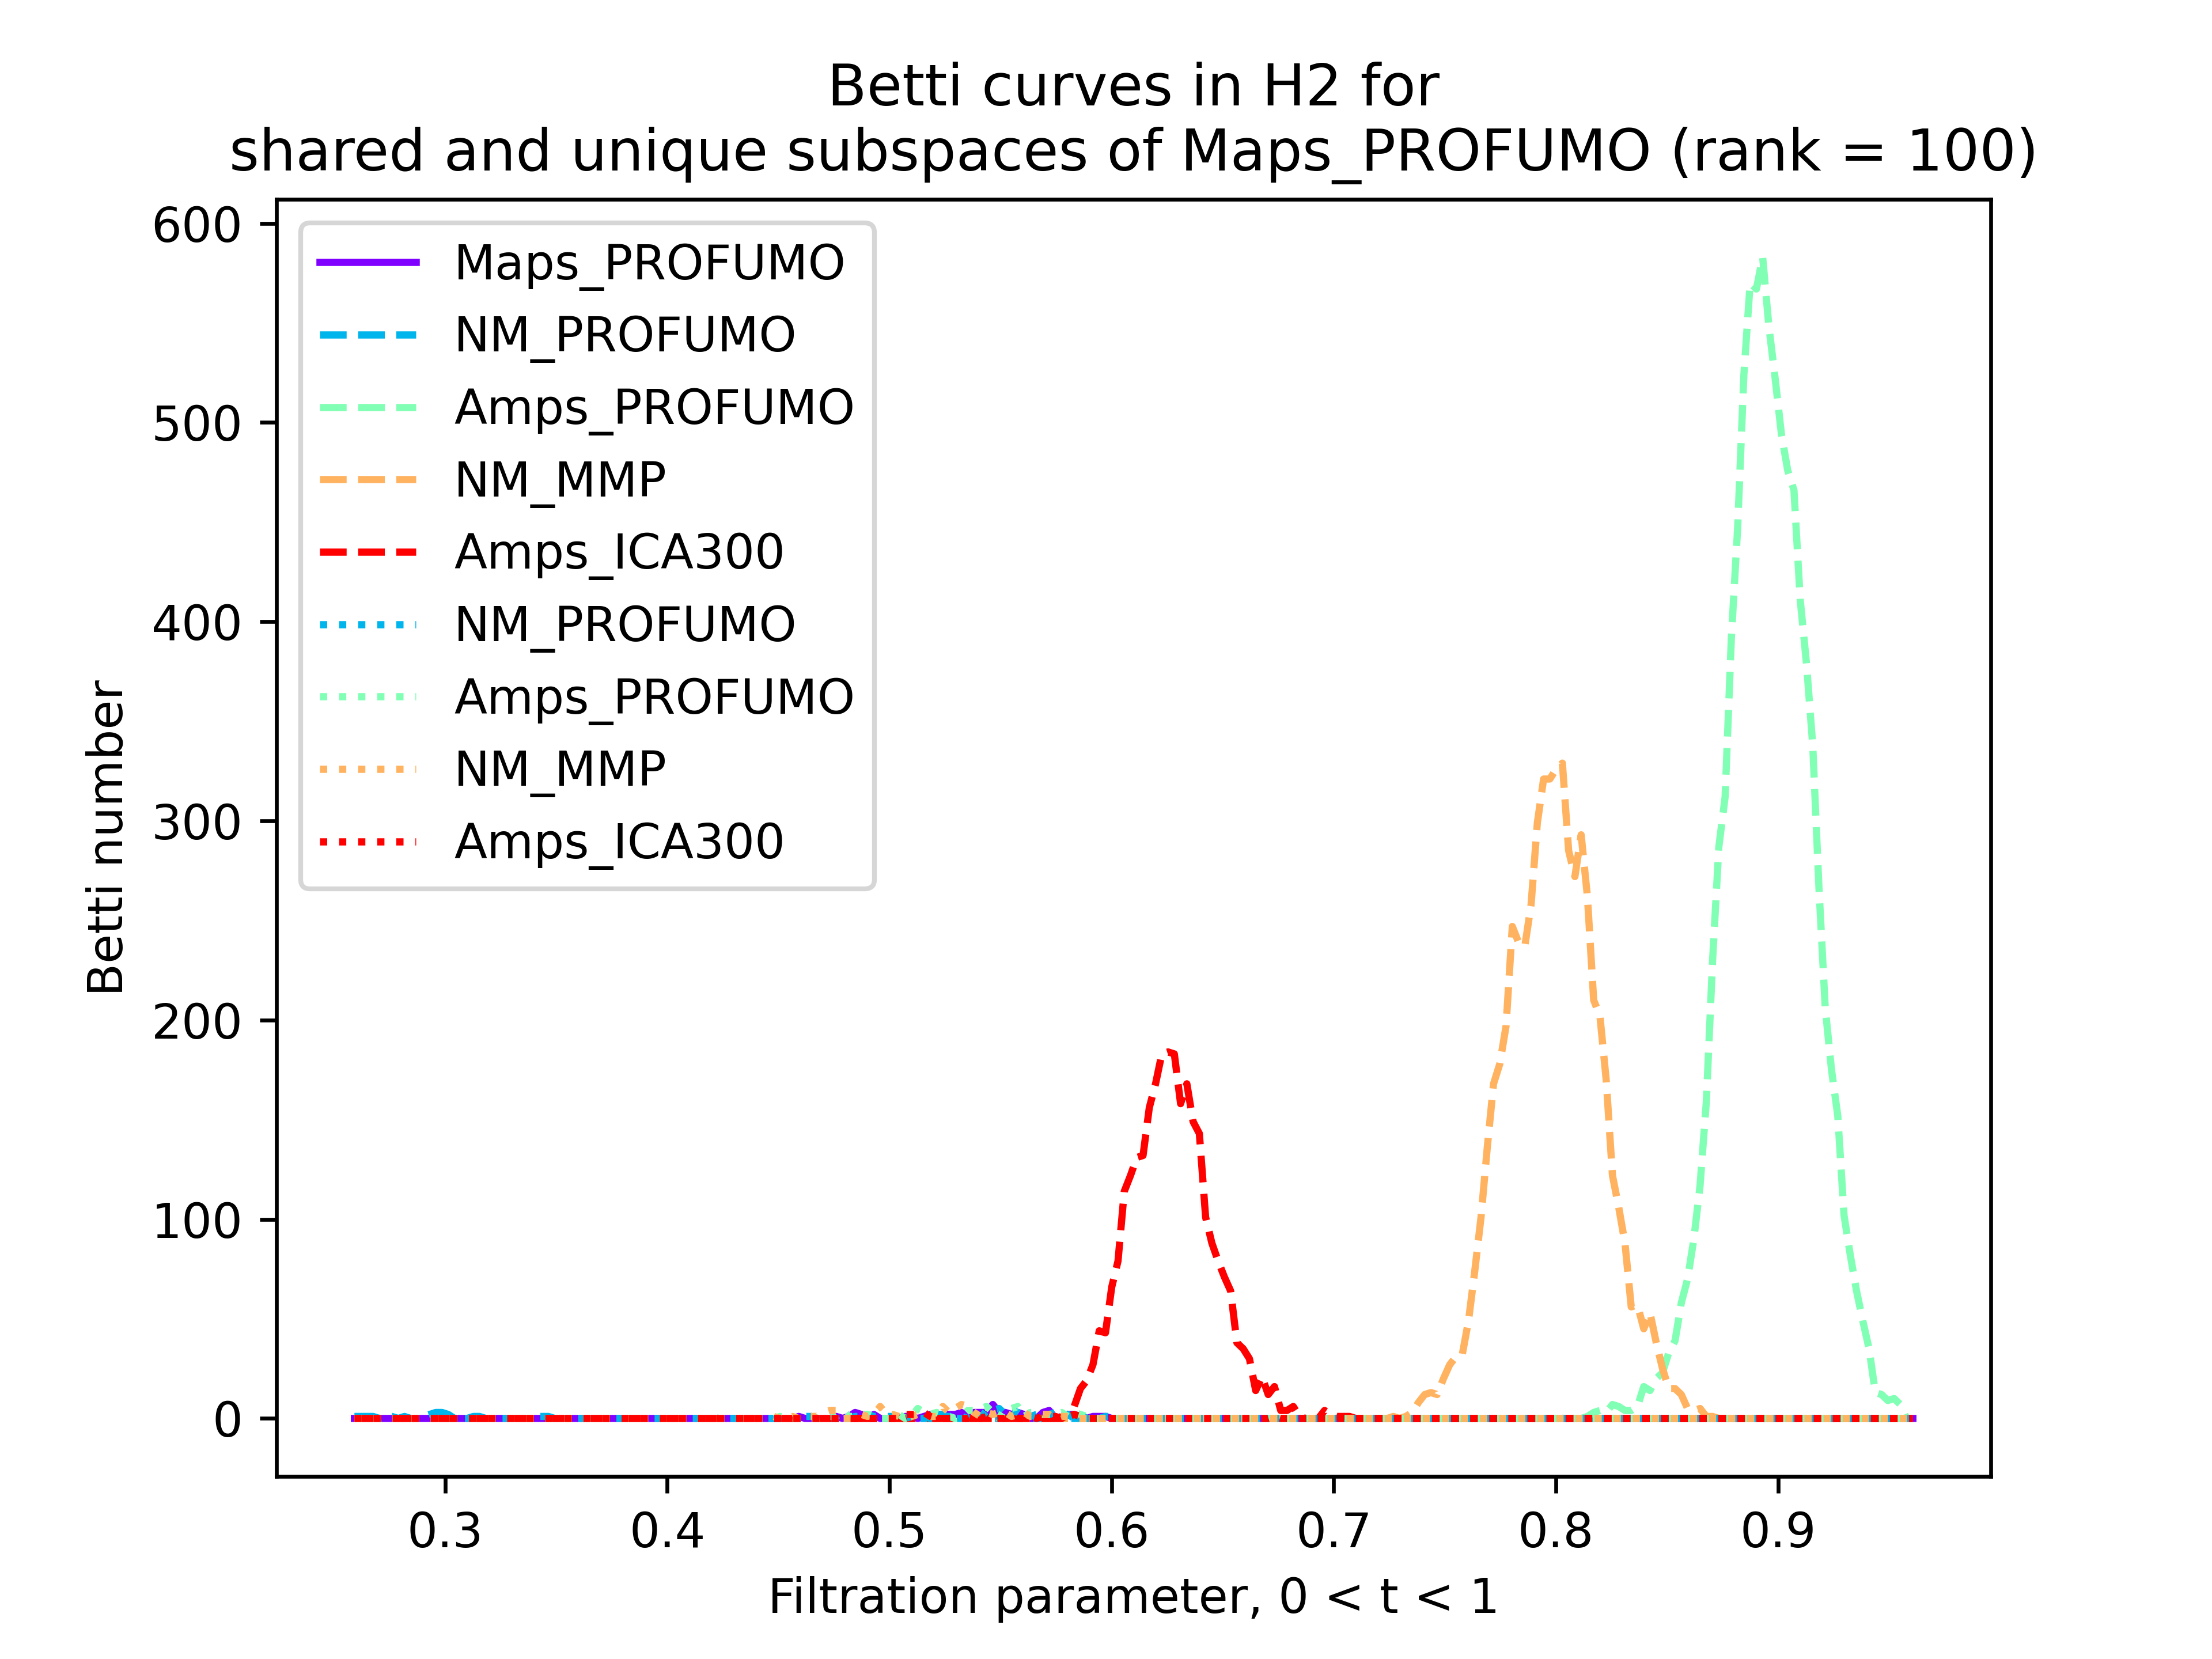 Betti curves in H2 for
shared and unique subspaces of Maps_PROFUMO (rank = 100)
600
500
400
300
200
100
0
Betti number
Maps_PROFUMO
NM_PROFUMO
Amps_PROFUMO
NM_MMP
Amps_ICA300
NM_PROFUMO
Amps_PROFUMO
NM_MMP
Amps_ICA300
0.3 0.4 0.5 0.6 0.7 0.8 0.9
Filtration parameter, 0 < t < 1